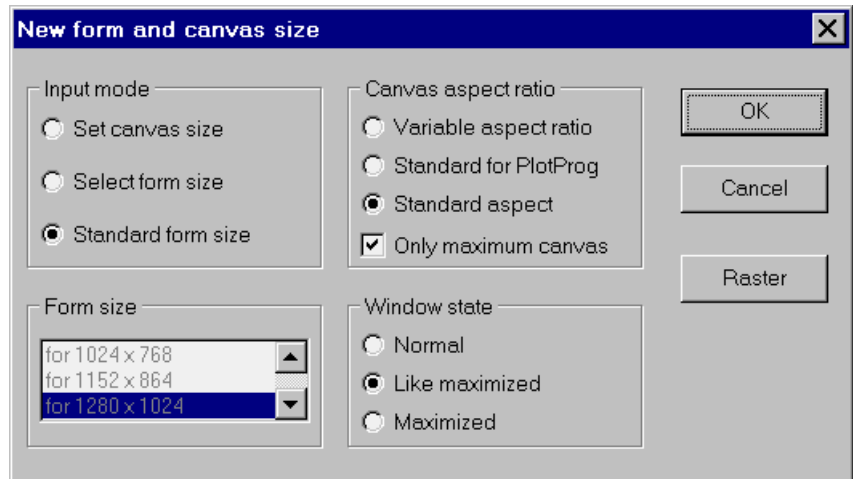 New form and canvas size
Input mode
Set canvas size
Select form size
Standard form size
Canvas aspect ratio
Variable aspect ratio
Standard for PlotProg
Standard aspect
Only maximum canvas
OK
Cancel
Raster
Form size
for 1024 x 768
for 1152 x 864
for 1280 x 1024
Window state
Normal
Like maximized
Maximized